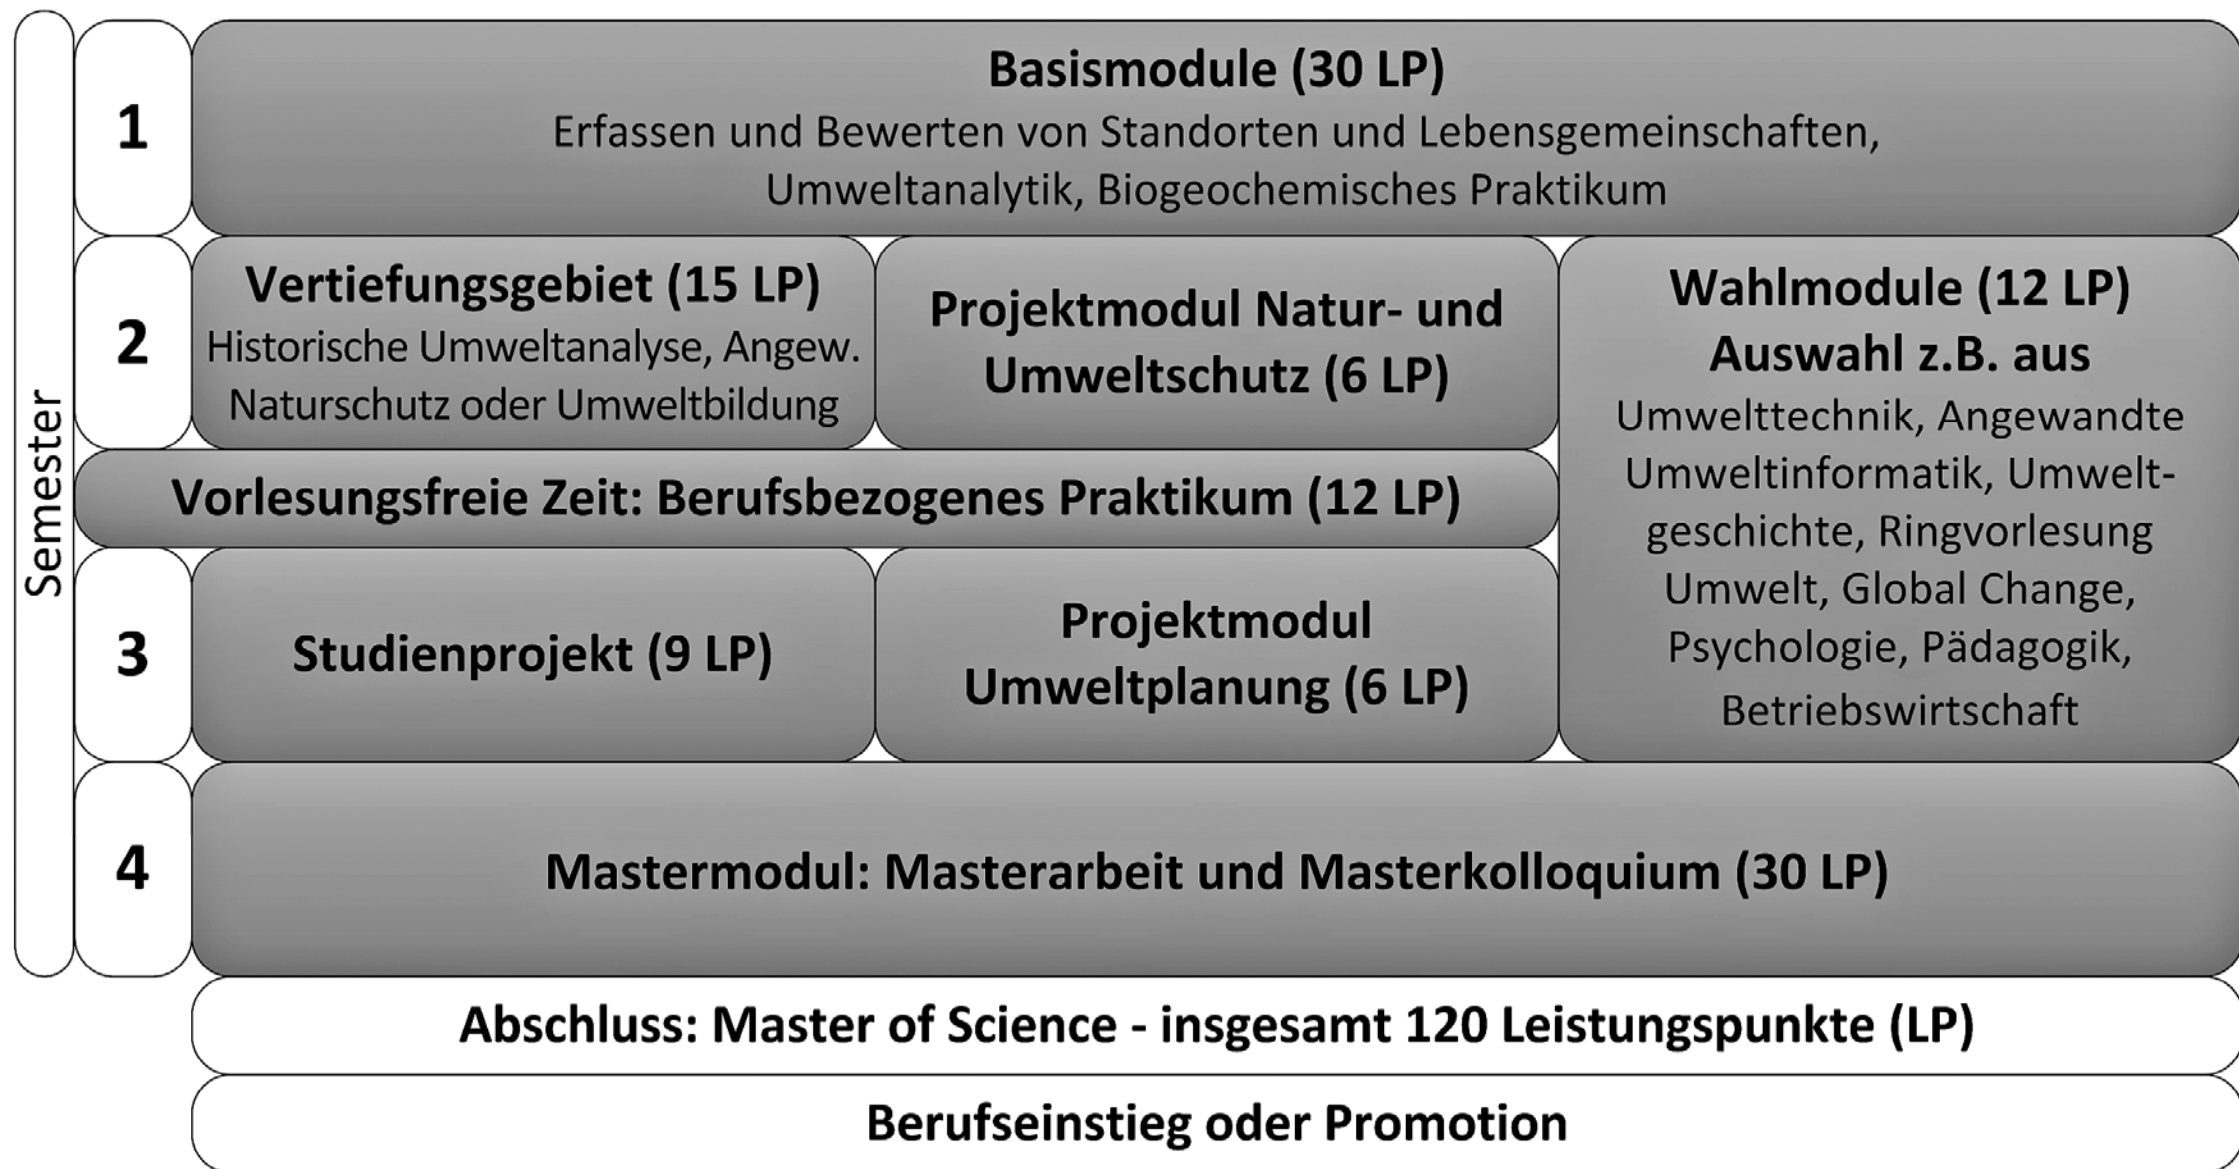 Semester
1
Basismodule (30 LP)
Erfassen und Bewerten von Standorten und Lebensgemeinschaften,
Umweltanalytik, Biogeochemisches Praktikum
2
Vertiefungsgebiet (15 LP)
Historische Umweltanalyse, Angew.
Naturschutz oder Umweltbildung
Projektmodul Natur- und
Umweltschutz (6 LP)
Wahlmodule (12 LP)
Auswahl z.B. aus
Umwelttechnik, Angewandte
Umweltinformatik, Umwelt-
geschichte, Ringvorlesung
Umwelt, Global Change,
Psychologie, Pädagogik,
Betriebswirtschaft
Vorlesungsfreie Zeit: Berufsbezogenes Praktikum (12 LP)
3
Studienprojekt (9 LP)
Projektmodul
Umweltplanung (6 LP)
4
Mastermodul: Masterarbeit und Masterkolloquium (30 LP)
Abschluss: Master of Science - insgesamt 120 Leistungspunkte (LP)
Berufseinstieg oder Promotion